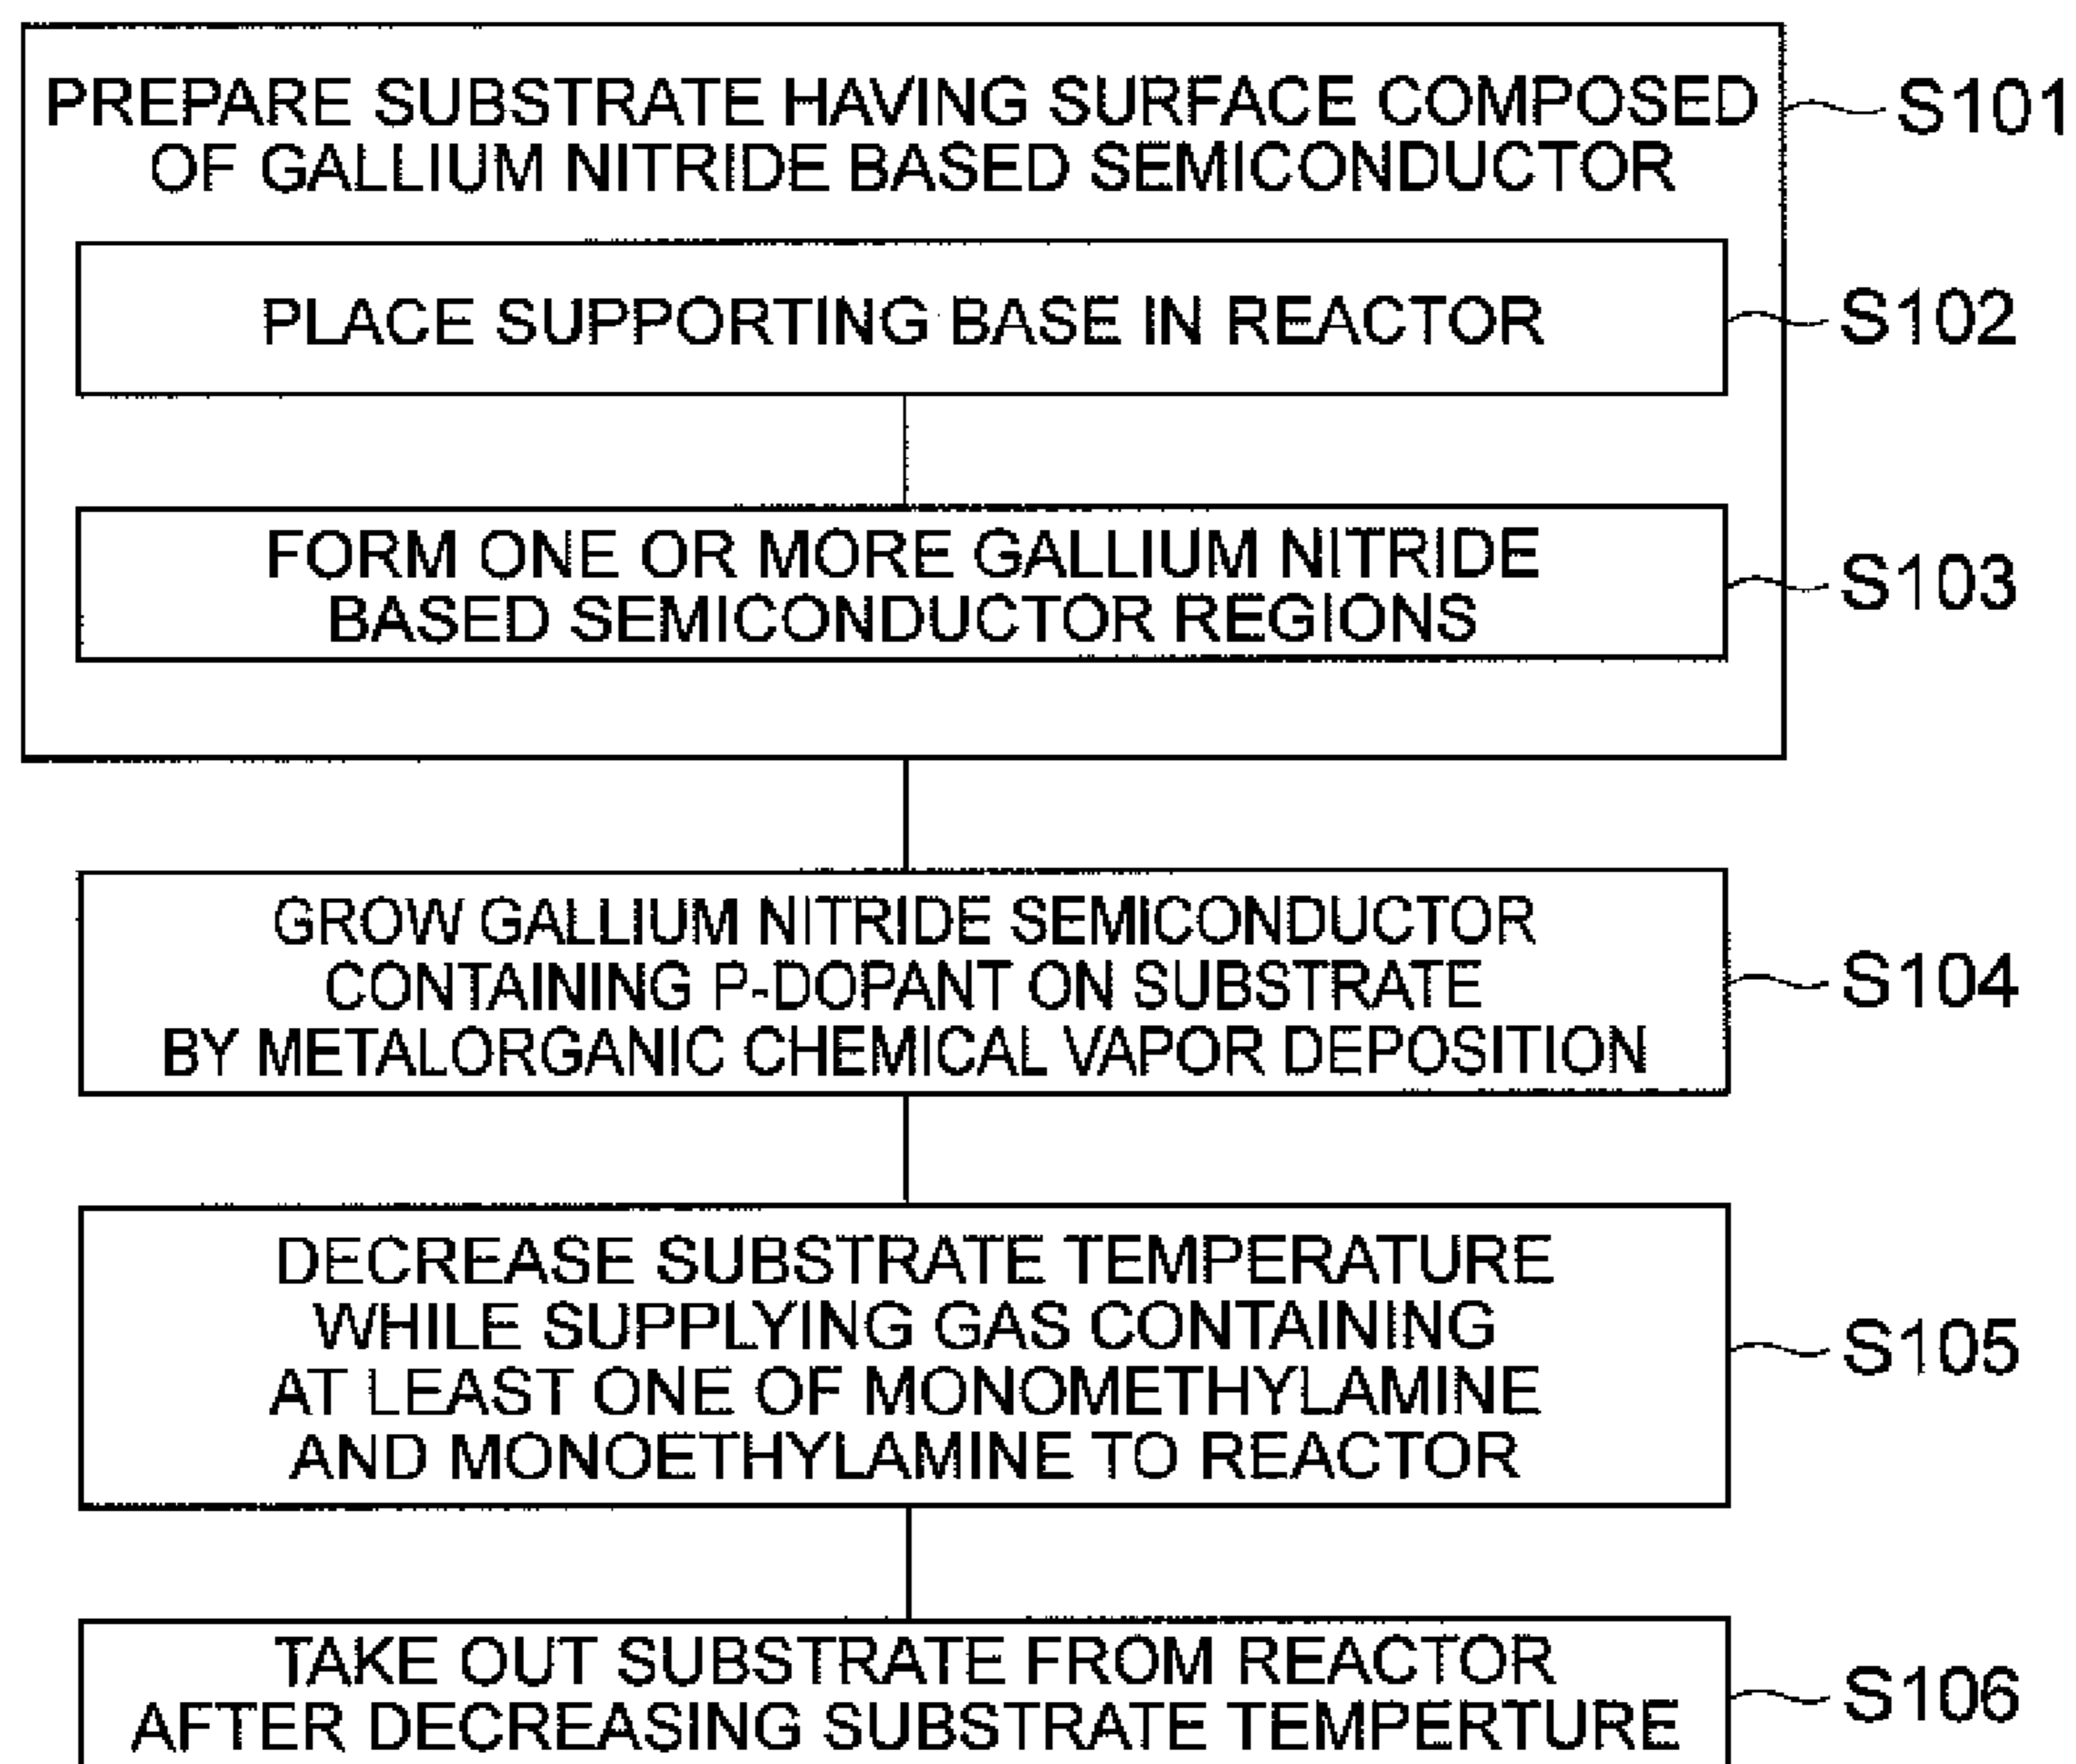 PREPARE SUBSTRATE HAVING SURFACE COMPOSED
OF GALLIUM NITRIDE BASED SEMICONDUCTOR
S101
PLACE SUPPORTING BASE IN REACTOR
S102
FORM ONE OR MORE GALLIUM NITRIDE
BASED SEMICONDUCTOR REGIONS
S103
GROW GALLIUM NITRIDE SEMICONDUCTOR
CONTAINING P-DOPANT ON SUBSTRATE
BY METALORGANIC CHEMICAL VAPOR DEPOSITION
S104
DECREASE SUBSTRATE TEMPERATURE
WHILE SUPPLYING GAS CONTAINING
AT LEAST ONE OF MONOMETHYLAMINE
AND MONOETHYLAMINE TO REACTOR
S105
TAKE OUT SUBSTRATE FROM REACTOR
AFTER DECREASING SUBSTRATE TEMPERTURE
S106